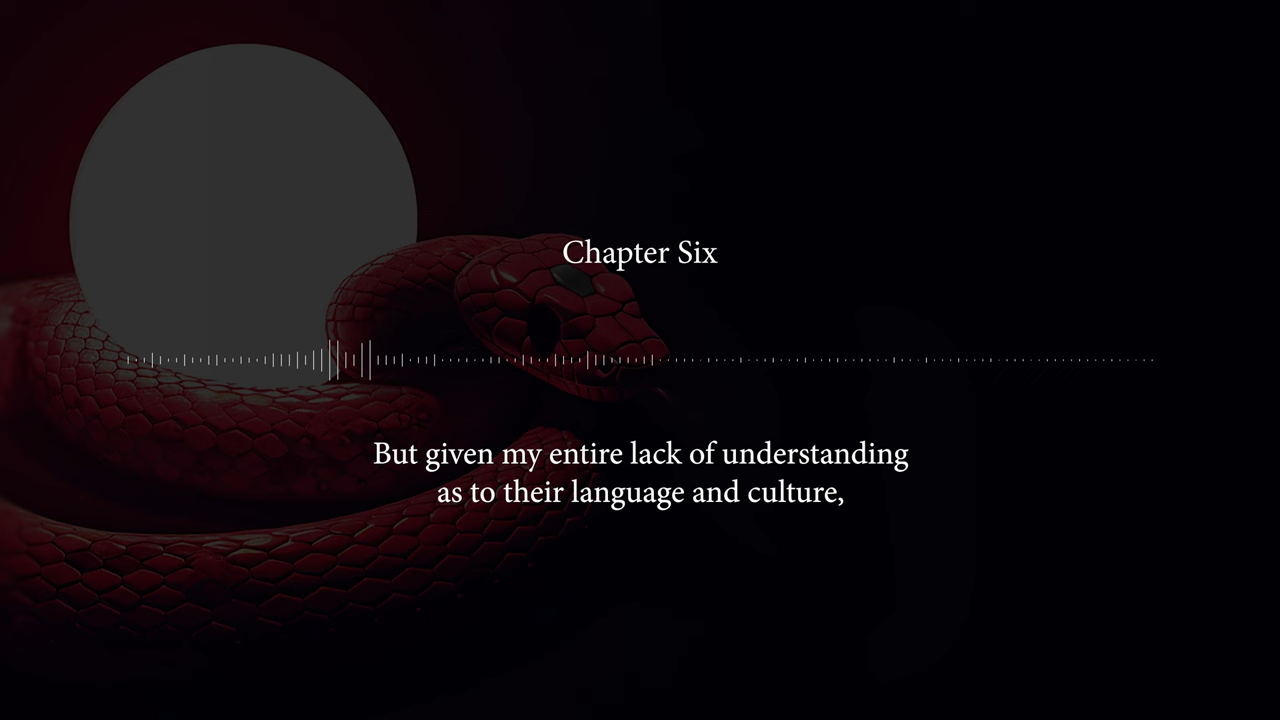 Chapter Six
But given my entire lack of understanding
as to their language and culture,